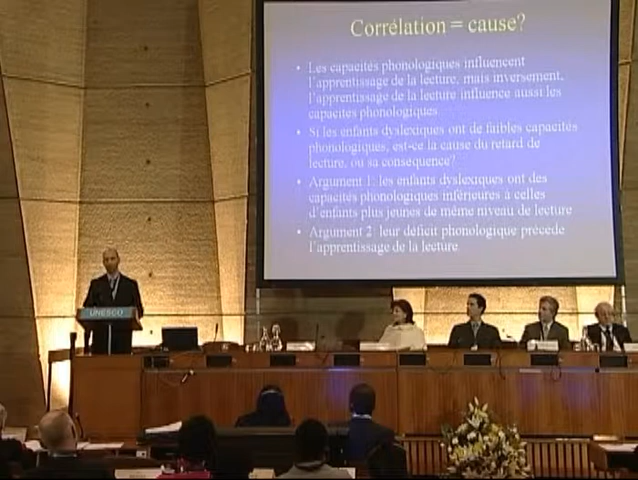 Corrélation = cause?
• Les capacités phonologiques influencent
l'apprentissage de la lecture, mais inversement,
l'apprentissage de la lecture influence aussi les
capacités phonologiques.
• Si les enfants dyslexiques ont de faibles capacités
phonologiques, est-ce la cause du retard de
lecture, ou sa conséquence?
• Argument 1: les enfants dyslexiques ont des
capacités phonologiques inférieures à celles
d'enfants plus jeunes de même niveau de lecture
• Argument 2: leur déficit phonologique précède
l'apprentissage de la lecture
UNESCO